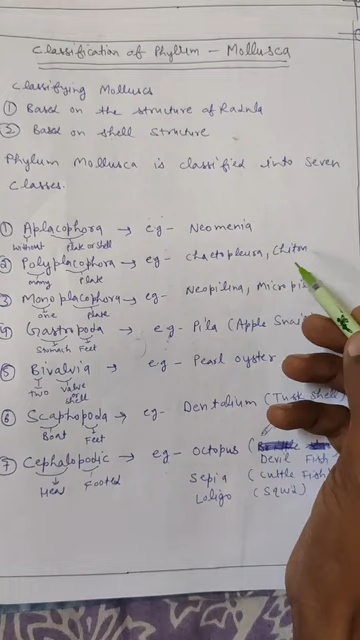 Classification of Phyllum - Mollusca
Classifying Molluscs
① Based on the structure of Radula
② Based on shell structure
Phyllum Mollusca is classified into seven
classes.
① Aplacophora → eg - Neomenia
without Plate or shell
② Polyplacophora → eg - chaetopleura, Chiton
many Plate
③ Monoplacophora → eg - Neopilina, Micropil
one Plate
④ Gastropoda → eg - Pila (Apple Snail
Stomach Feet
⑤ Bivalvia → eg - Pearl oyster
Two valve
shell
⑥ Scaphopoda → eg - Dentalium (Tusk shell)
Boat Feet
⑦ Cephalopodic → eg - Octopus (
Devil Fish
Head Footed Sepia (Cuttle Fish)
Loligo (Squid)